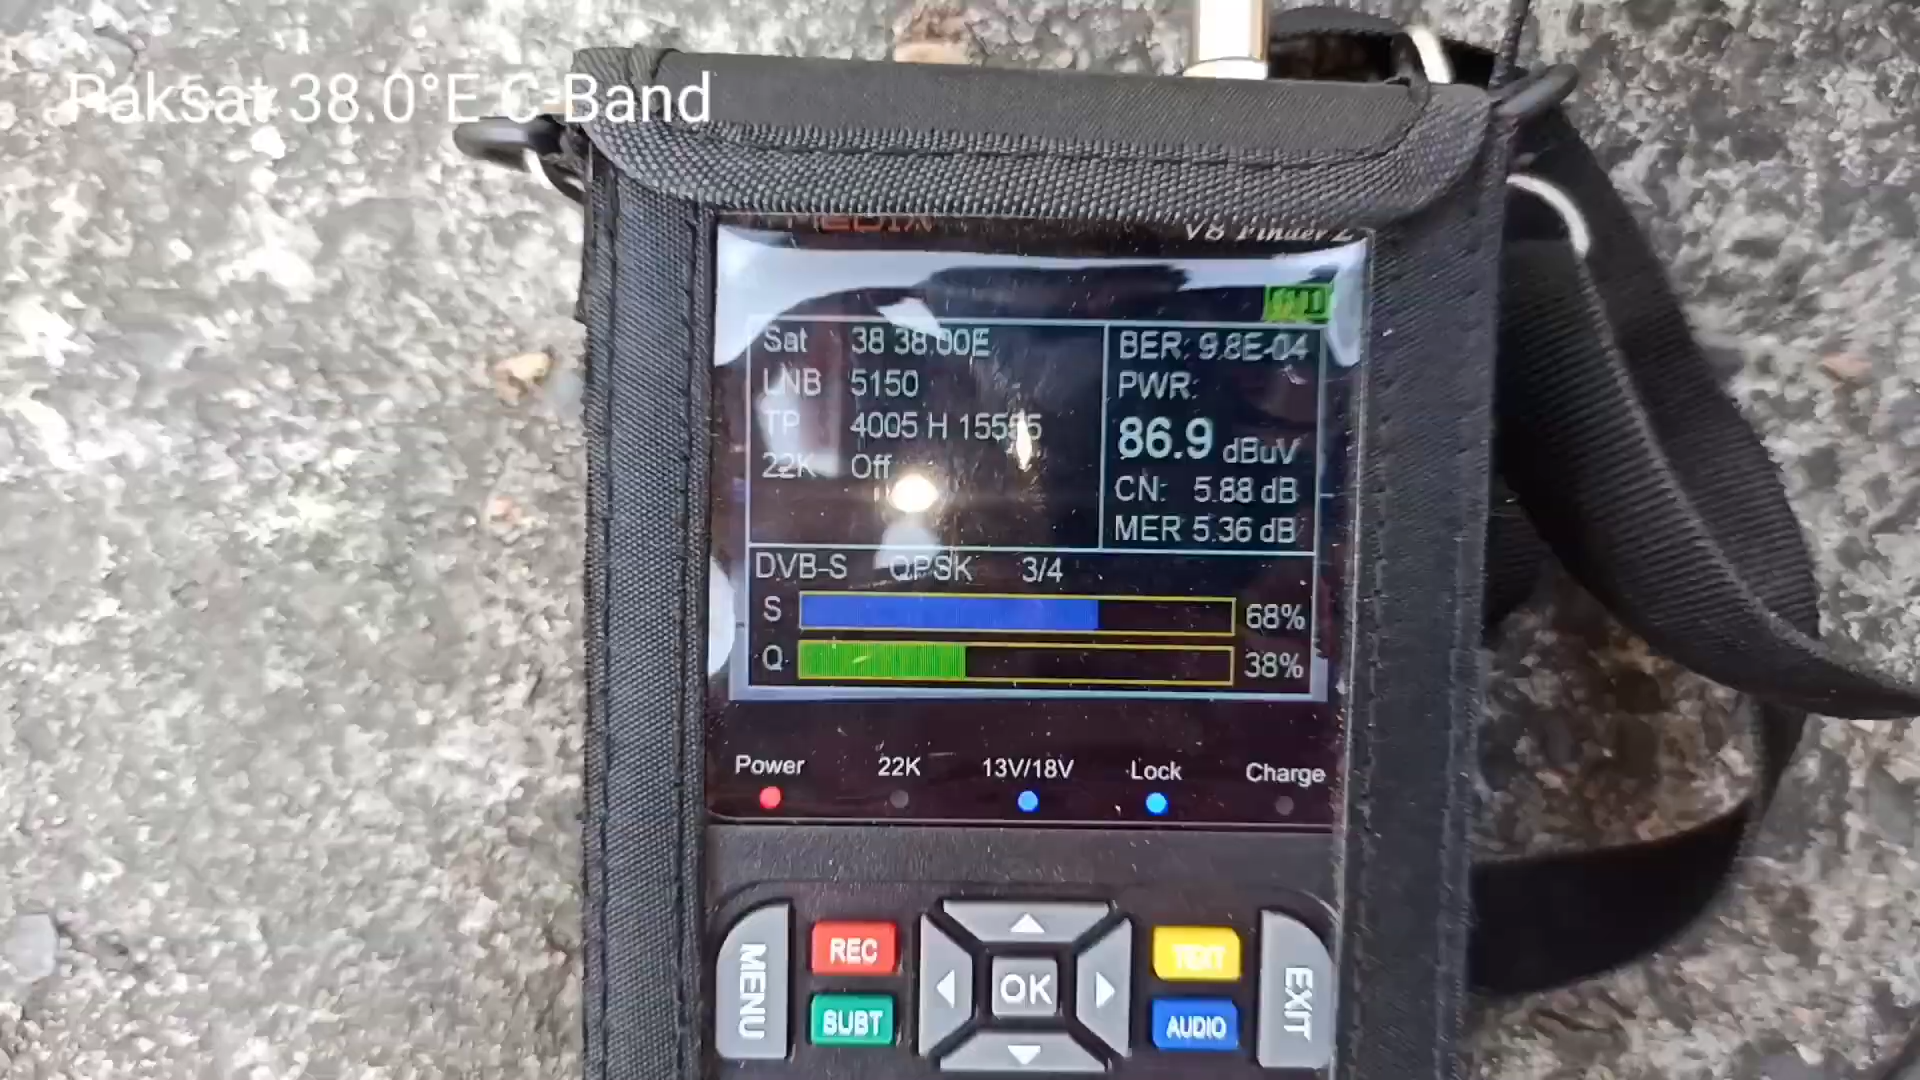 Paksat 38.0°E C-Band
MEDIX
V8 Finder 2
Sat 38 38.00E
LNB 5150
TP 4005 H 15555
22K Off
BER: 9.8E-04
PWR:
86.9 dBuV
CN: 5.88 dB
MER 5.36 dB
DVB-S QPSK 3/4
S 68%
Q 38%
Power 22K 13V/18V Lock Charge
MENU
REC
SUBT
OK
TEXT
AUDIO
EXIT